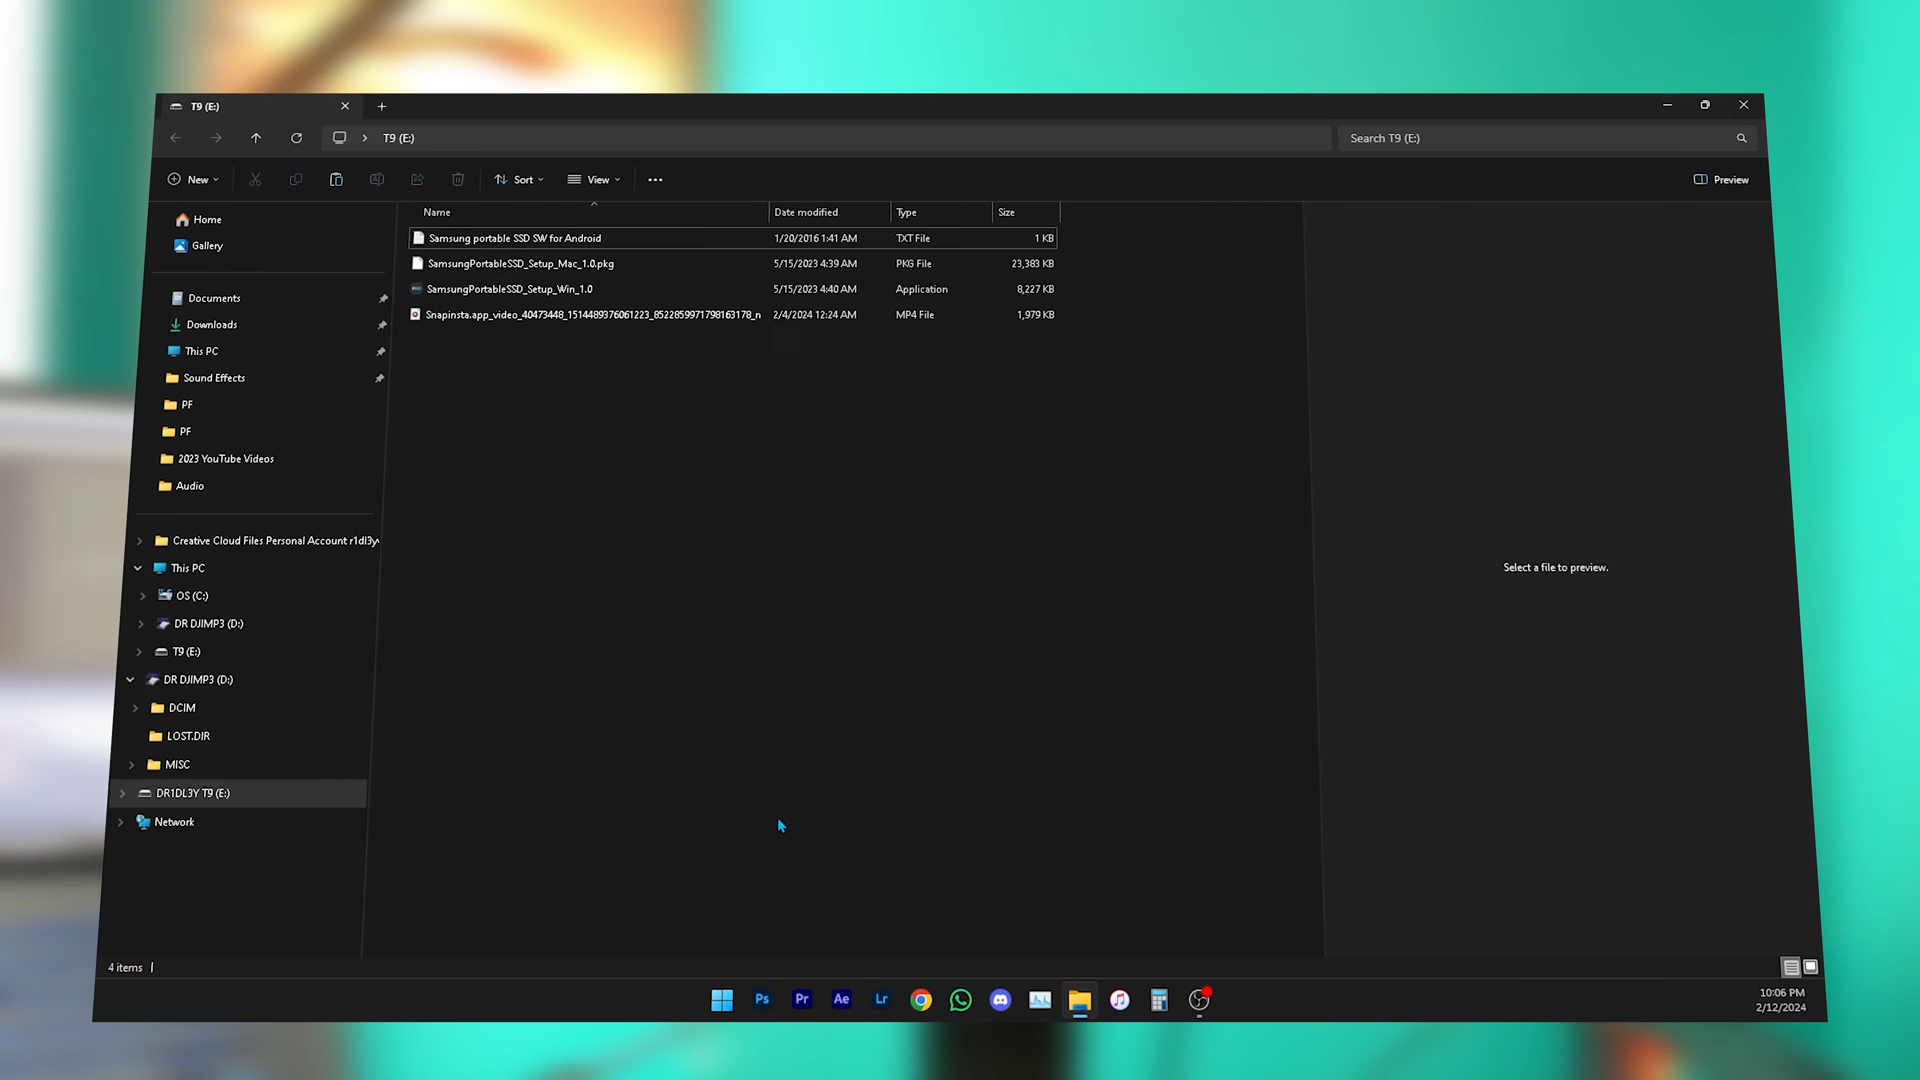 T9 (E:)
T9 (E:)
Search T9 (E:)
New
Sort
View
Preview
Home
Gallery
Documents
Downloads
This PC
Sound Effects
PF
PF
2023 YouTube Videos
Audio
Creative Cloud Files Personal Account r1dl3y
This PC
OS (C:)
DR DJIMP3 (D:)
T9 (E:)
DR DJIMP3 (D:)
DCIM
LOST.DIR
MISC
DR1DL3Y T9 (E:)
Network
Name Date modified Type Size
Samsung portable SSD SW for Android 1/20/2016 1:41 AM TXT File 1 KB
SamsungPortableSSD_Setup_Mac_1.0.pkg 5/15/2023 4:39 AM PKG File 23,383 KB
SamsungPortableSSD_Setup_Win_1.0 5/15/2023 4:40 AM Application 8,227 KB
Snapinsta.app_video_40473448_1514489376061223_8522859971798163178_n 2/4/2024 12:24 AM MP4 File 1,979 KB
Select a file to preview.
4 items
Ps
Pr
Ae
Lr
10:06 PM
2/12/2024